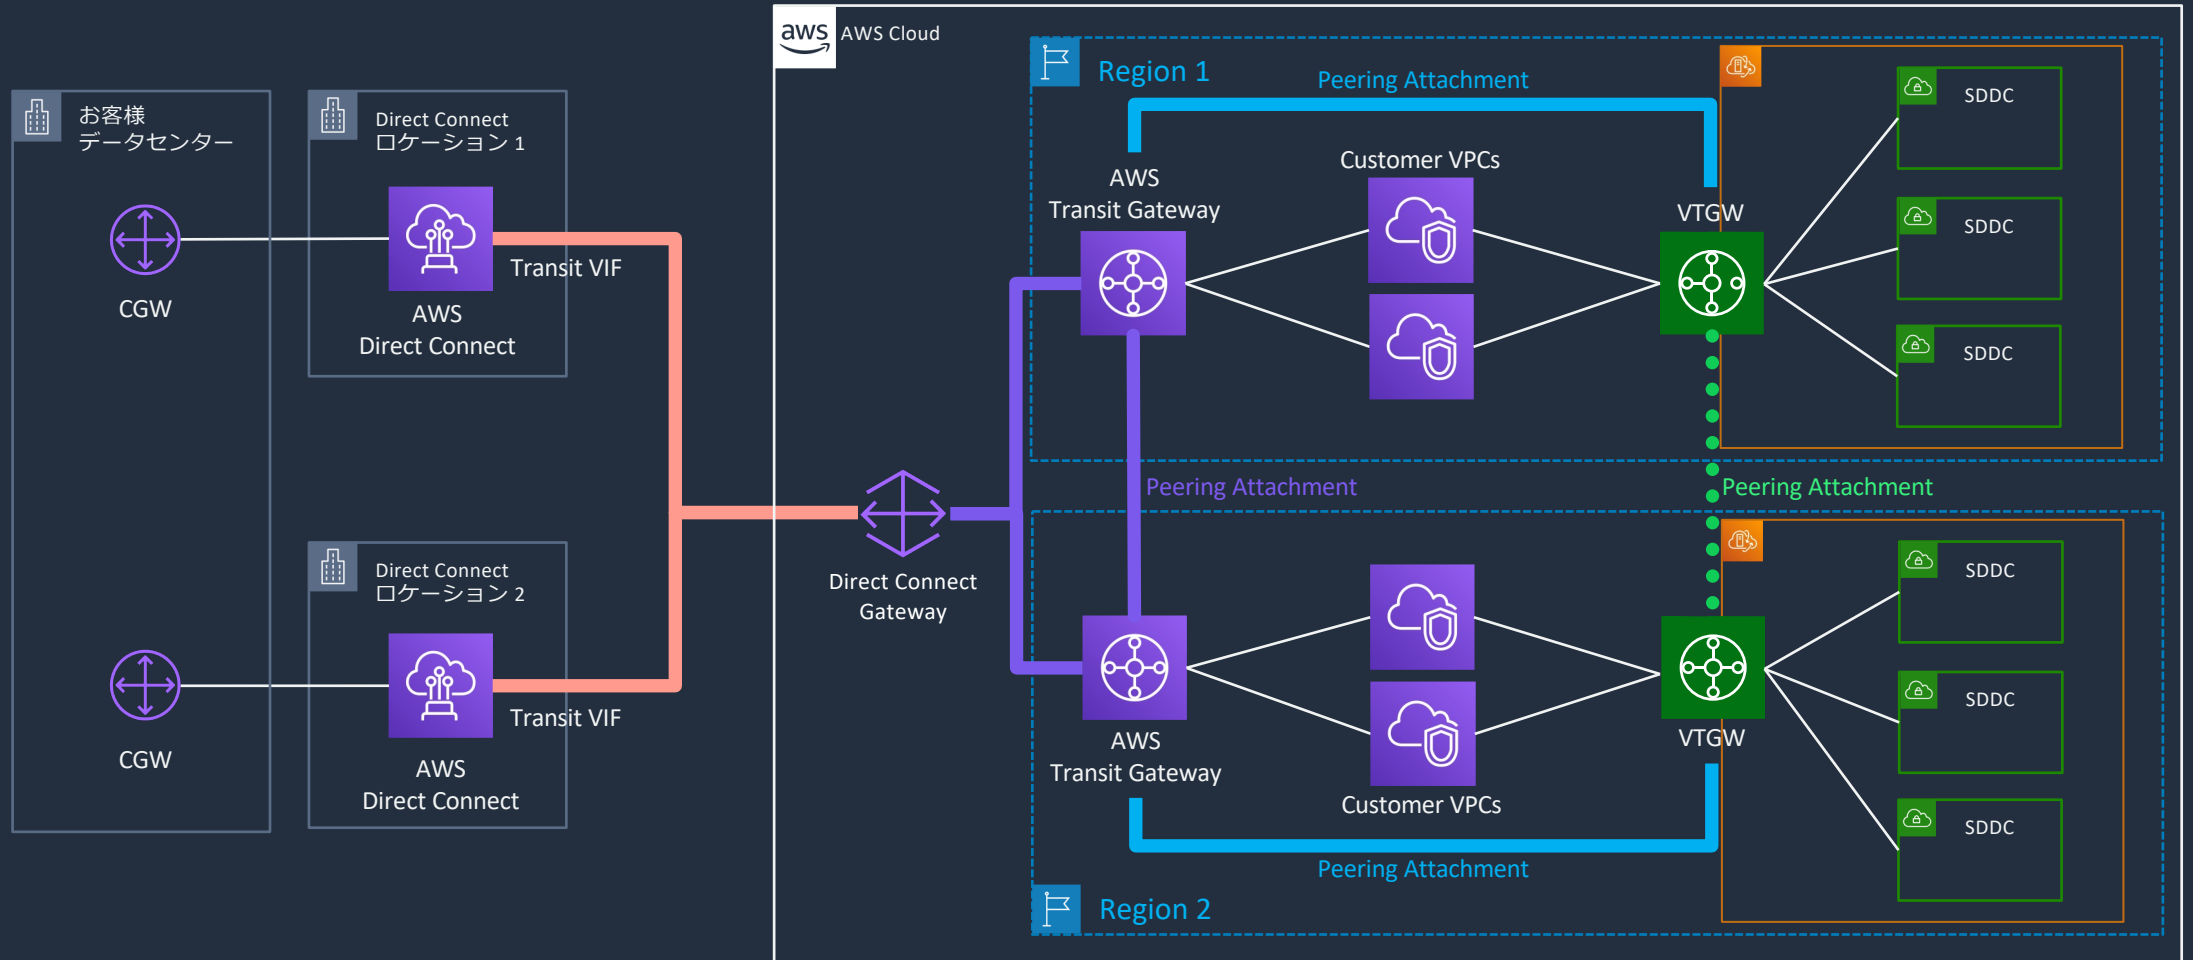 aws
AWS Cloud
お客様
データセンター
CGW
CGW
Direct Connect
ロケーション 1
AWS
Direct Connect
Transit VIF
Direct Connect
ロケーション 2
AWS
Direct Connect
Transit VIF
Direct Connect
Gateway
Region 1
Peering Attachment
AWS
Transit Gateway
Customer VPCs
VTGW
SDDC
SDDC
SDDC
Peering Attachment
Peering Attachment
AWS
Transit Gateway
Customer VPCs
VTGW
SDDC
SDDC
SDDC
Peering Attachment
Region 2